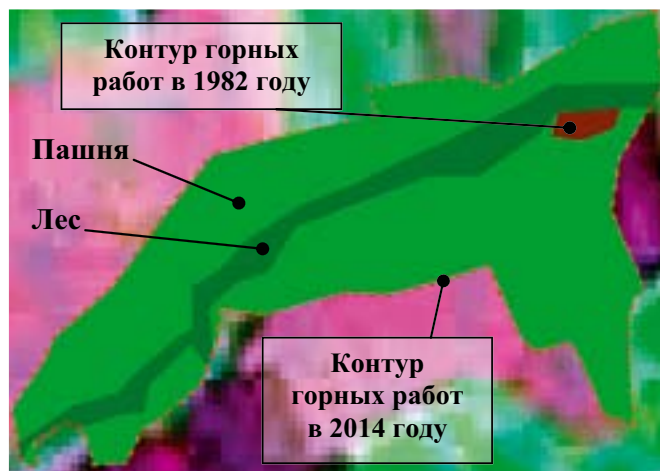 Контур горных
работ в 1982 году
Пашня
Лес
Контур
горных работ
в 2014 году